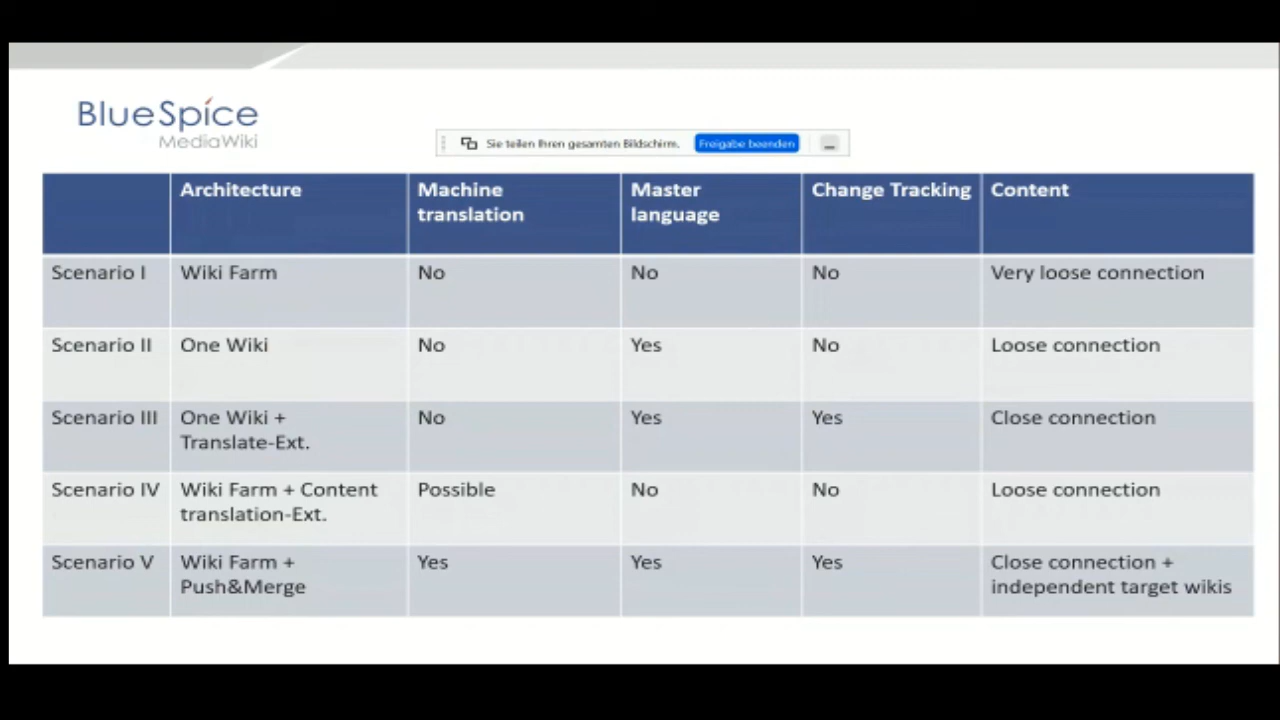 BlueSpice
MediaWiki
Sie teilen Ihren gesamten Bildschirm. Freigabe beenden
Architecture
Machine
translation
Master
language
Change Tracking
Content
Scenario I
Wiki Farm
No
No
No
Very loose connection
Scenario II
One Wiki
No
Yes
No
Loose connection
Scenario III
One Wiki +
Translate-Ext.
No
Yes
Yes
Close connection
Scenario IV
Wiki Farm + Content
translation-Ext.
Possible
No
No
Loose connection
Scenario V
Wiki Farm +
Push&Merge
Yes
Yes
Yes
Close connection +
independent target wikis